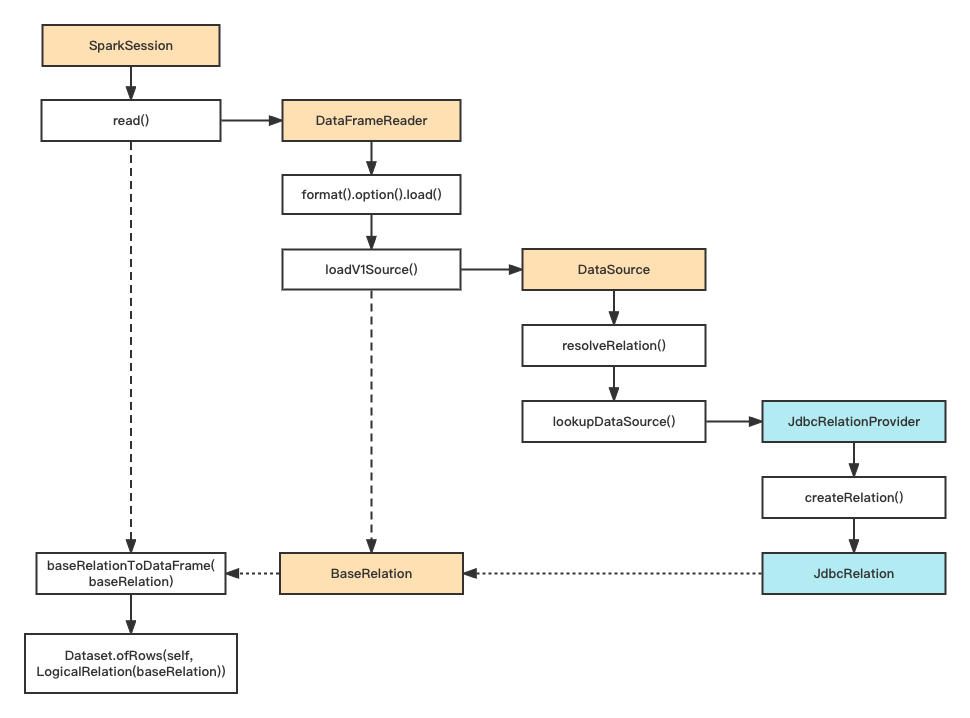 SparkSession
read()
DataFrameReader
format().option().load()
loadV1Source()
DataSource
resolveRelation()
lookupDataSource()
JdbcRelationProvider
createRelation()
baseRelationToDataFrame(
baseRelation)
BaseRelation
JdbcRelation
Dataset.ofRows(self,
LogicalRelation(baseRelation))